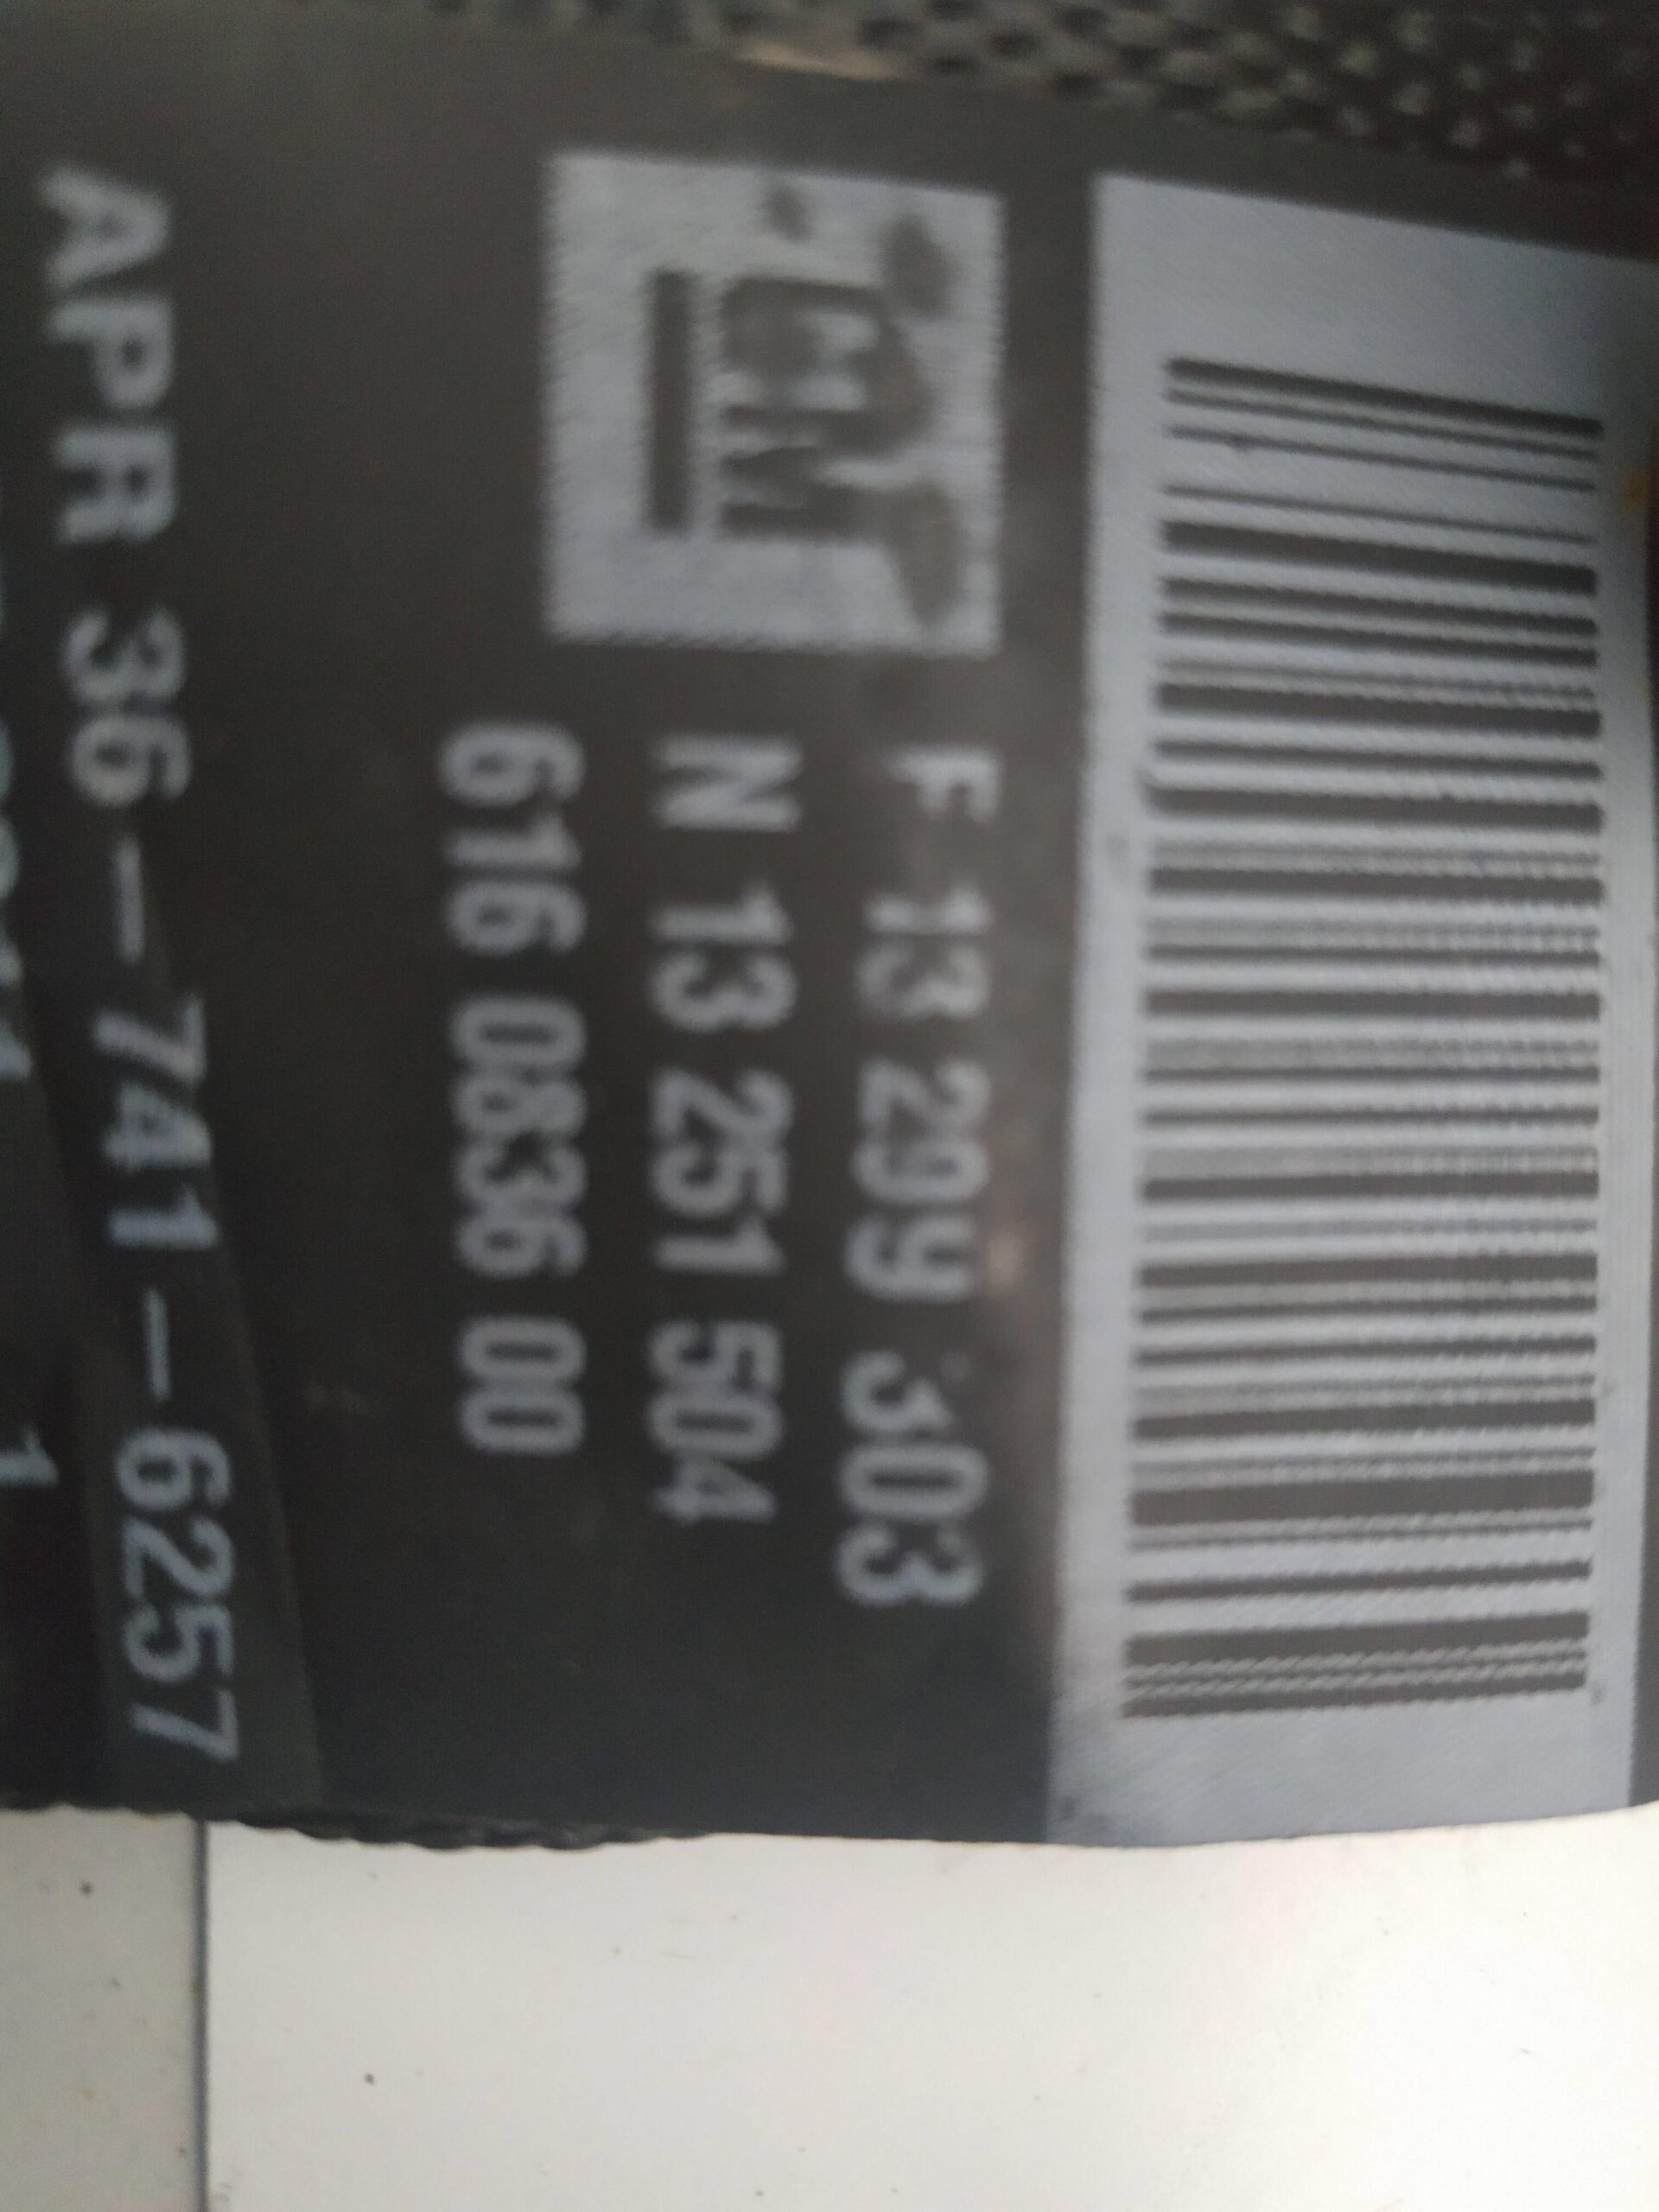 GM
F 13 299 303
N 13 251 504
616 0836 00
APR 36-741-6257